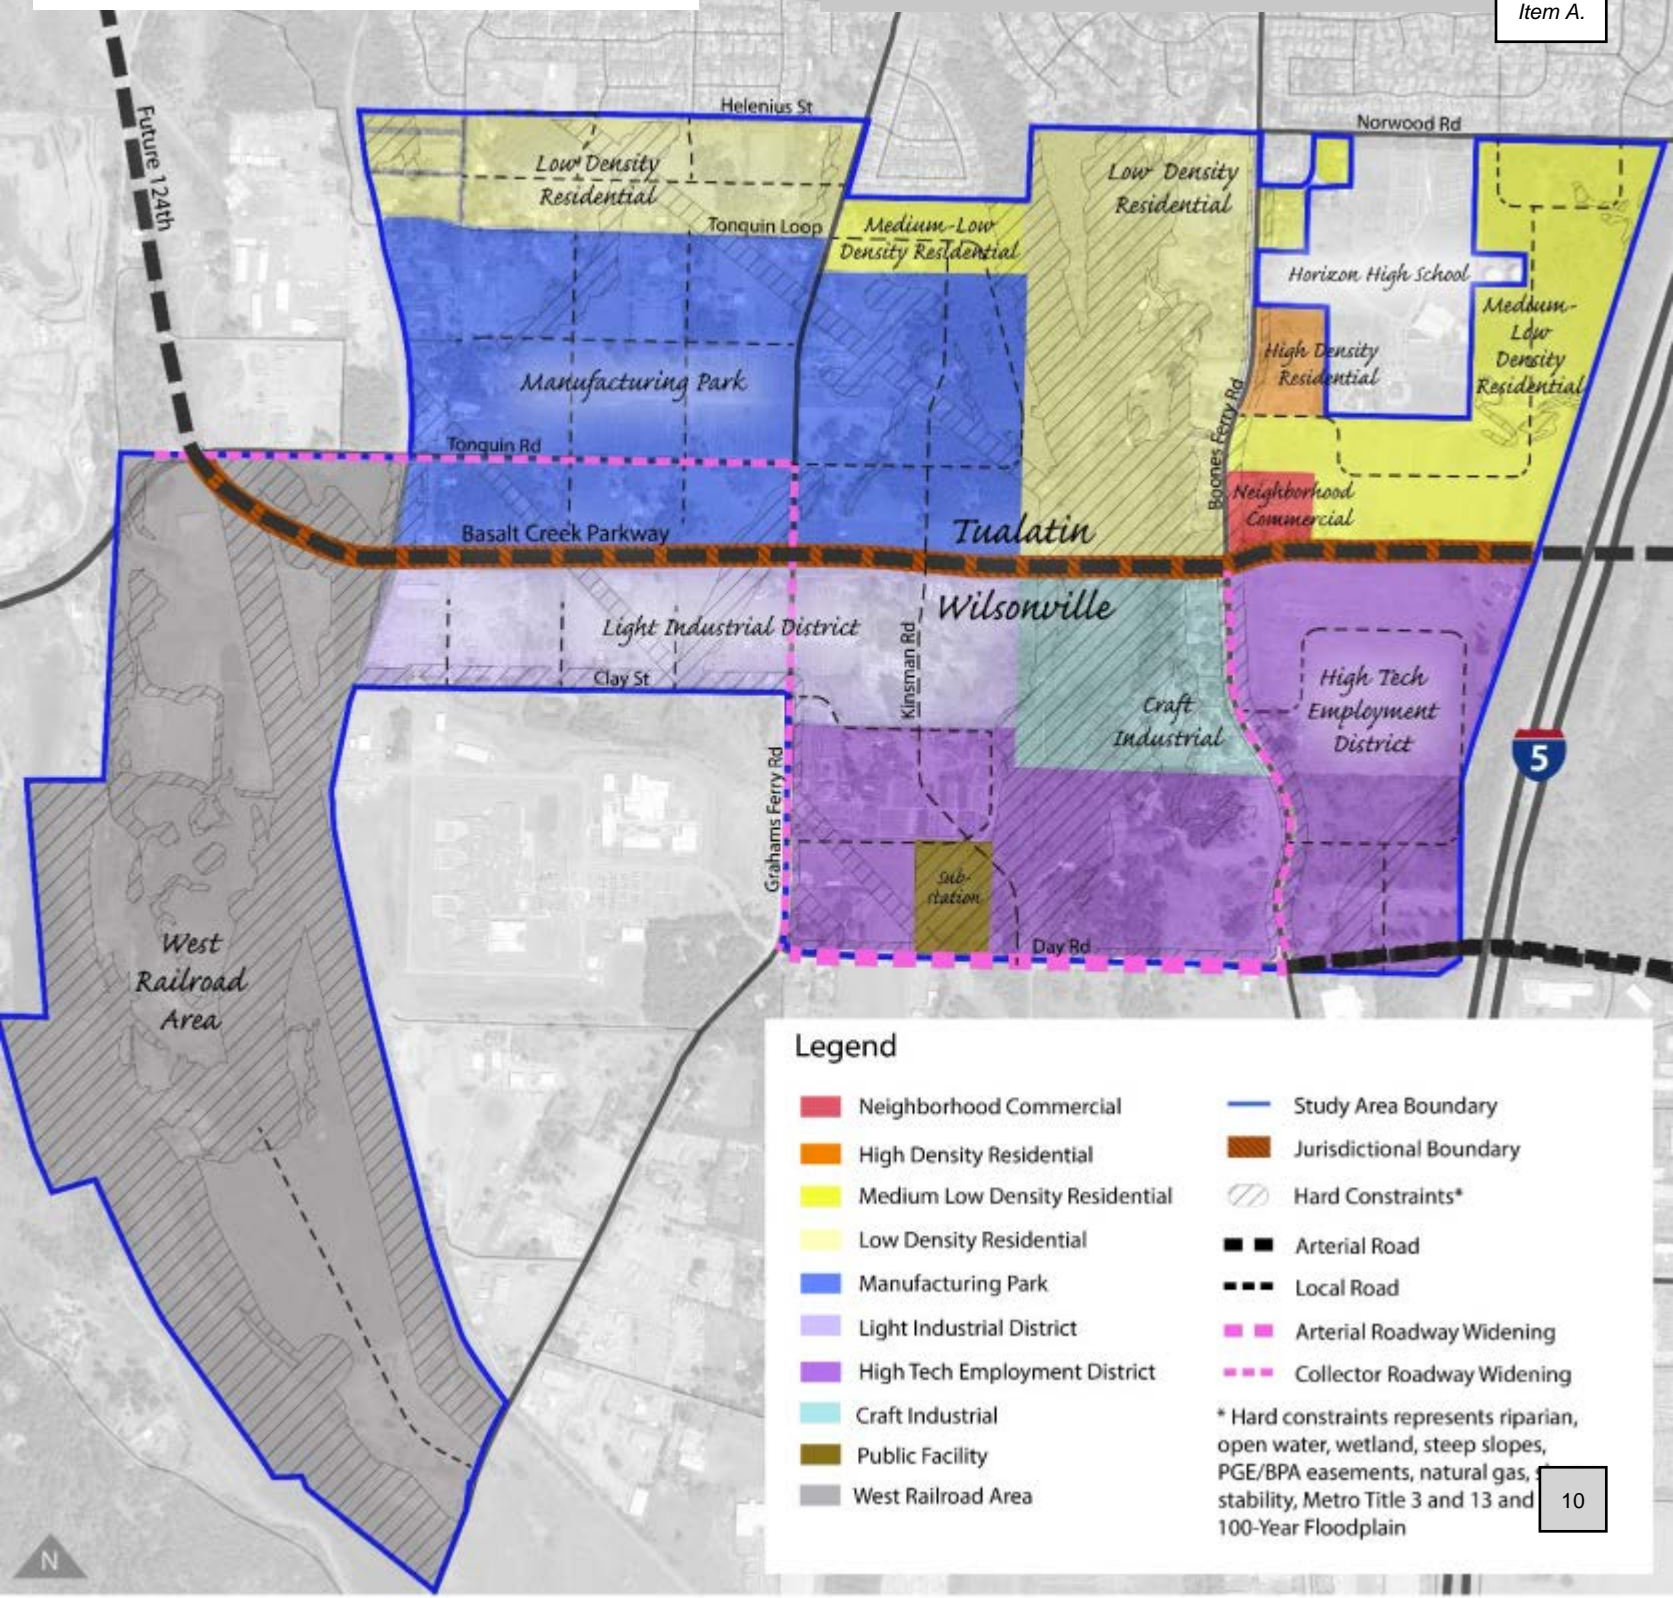 Item A.
Helenius St
Norwood Rd
Future 124th
Low Density
Residential
Low Density
Residential
Tonquin Loop
Medium-Low
Density Residential
Horizon High School
Medium-
Low
Density
Residential
High Density
Residential
Manufacturing Park
Boones Ferry Rd
Tonquin Rd
Neighborhood
Commercial
Basalt Creek Parkway
Tualatin
Wilsonville
Light Industrial District
Kinsman Rd
Clay St
High Tech
Employment
District
Craft
Industrial
5
Grahams Ferry Rd
Sub-
station
Day Rd
West
Railroad
Area
Legend
Neighborhood Commercial
High Density Residential
Medium Low Density Residential
Low Density Residential
Manufacturing Park
Light Industrial District
High Tech Employment District
Craft Industrial
Public Facility
West Railroad Area
Study Area Boundary
Jurisdictional Boundary
Hard Constraints*
Arterial Road
Local Road
Arterial Roadway Widening
Collector Roadway Widening
* Hard constraints represents riparian,
open water, wetland, steep slopes,
PGE/BPA easements, natural gas,
stability, Metro Title 3 and 13 and
100-Year Floodplain
10
N